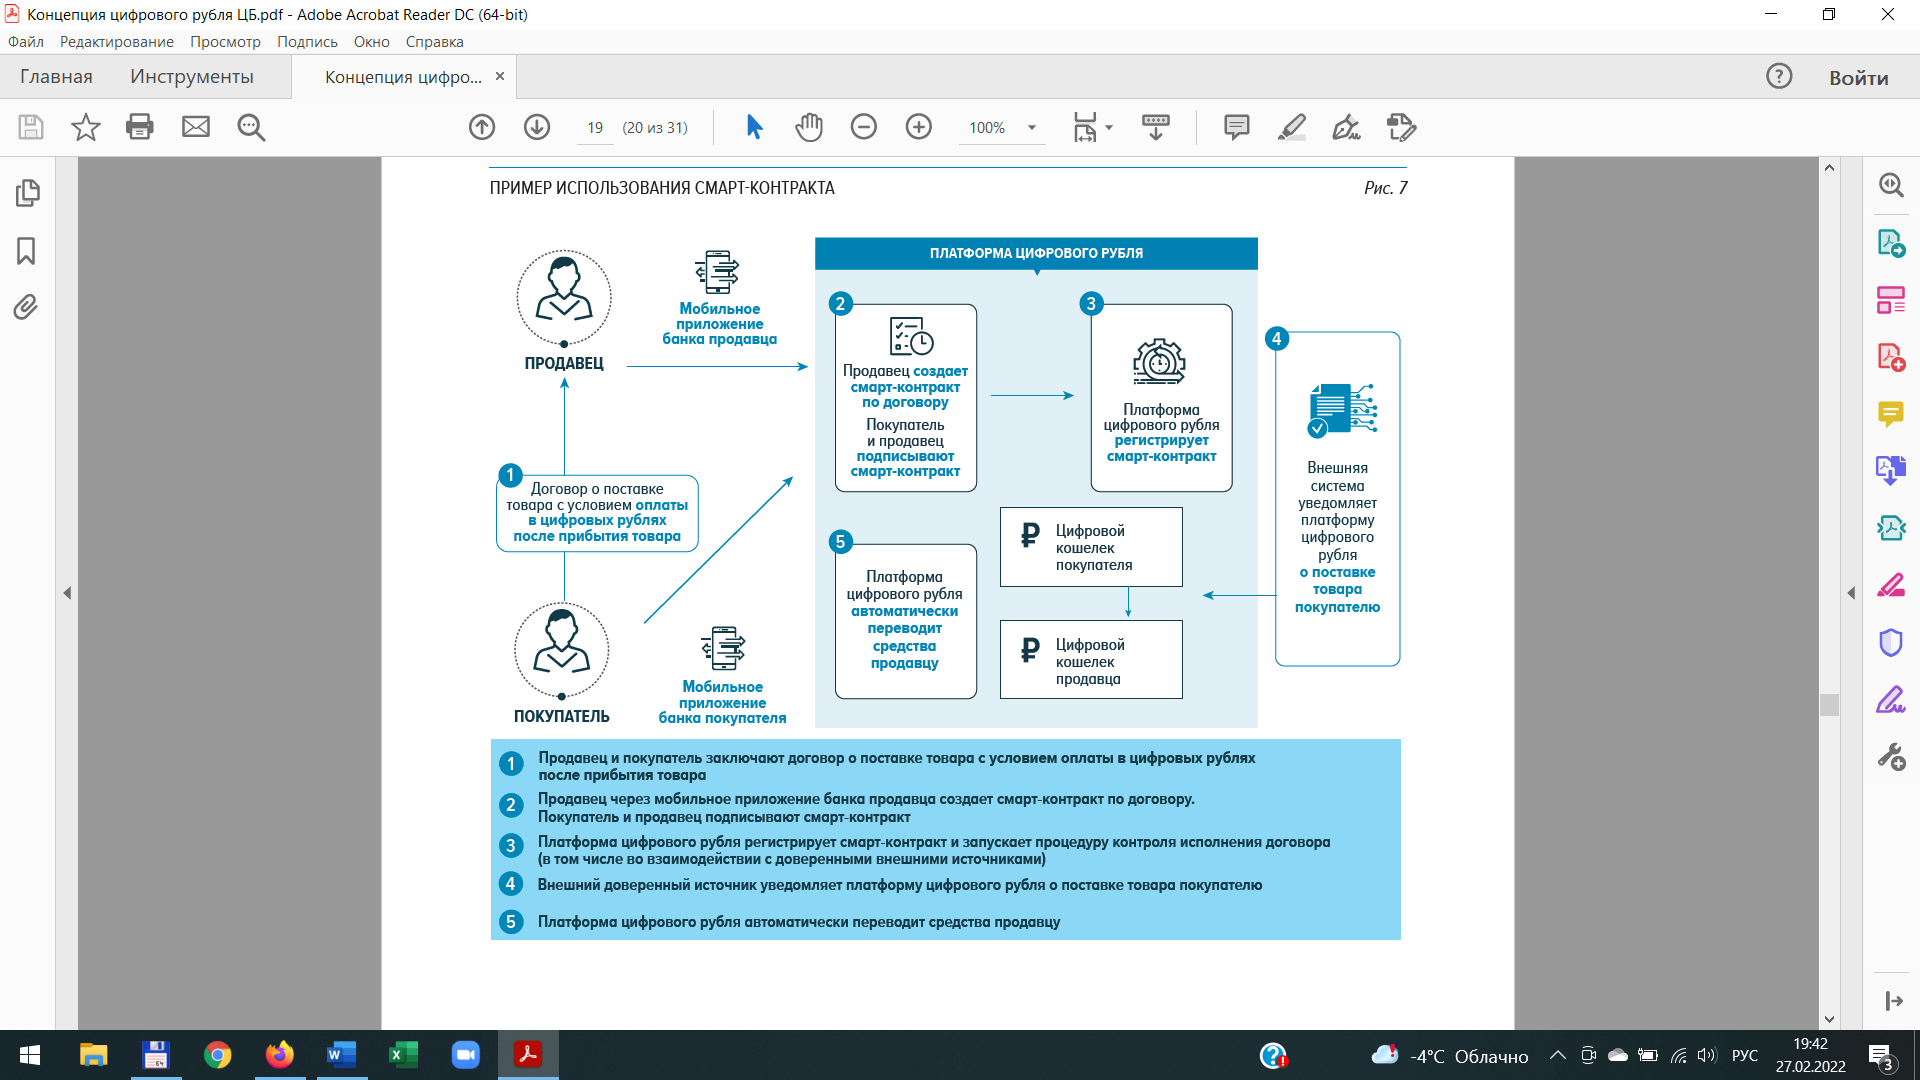 Концепция цифрового рубля ЦБ.pdf - Adobe Acrobat Reader DC (64-bit)
Файл Редактирование Просмотр Подпись Окно Справка
Главная Инструменты Концепция цифро... × ? Войти
19 (20 из 31) 100%
ПРИМЕР ИСПОЛЬЗОВАНИЯ СМАРТ-КОНТРАКТА Рис. 7
ПРОДАВЕЦ
Мобильное
приложение
банка продавца
1
Договор о поставке
товара с условием оплаты
в цифровых рублях
после прибытия товара
ПОКУПАТЕЛЬ
Мобильное
приложение
банка покупателя
ПЛАТФОРМА ЦИФРОВОГО РУБЛЯ
2
Продавец создает
смарт-контракт
по договору
Покупатель
и продавец
подписывают
смарт-контракт
3
Платформа
цифрового рубля
регистрирует
смарт-контракт
4
Внешняя
система
уведомляет
платформу
цифрового
рубля
о поставке
товара
покупателю
5
Платформа
цифрового рубля
автоматически
переводит
средства
продавцу
₽ Цифровой
кошелек
покупателя
₽ Цифровой
кошелек
продавца
1 Продавец и покупатель заключают договор о поставке товара с условием оплаты в цифровых рублях
после прибытия товара
2 Продавец через мобильное приложение банка продавца создает смарт-контракт по договору.
Покупатель и продавец подписывают смарт-контракт
3 Платформа цифрового рубля регистрирует смарт-контракт и запускает процедуру контроля исполнения договора
(в том числе во взаимодействии с доверенными внешними источниками)
4 Внешний доверенный источник уведомляет платформу цифрового рубля о поставке товара покупателю
5 Платформа цифрового рубля автоматически переводит средства продавцу
-4°C Облачно РУС 19:42
27.02.2022
3